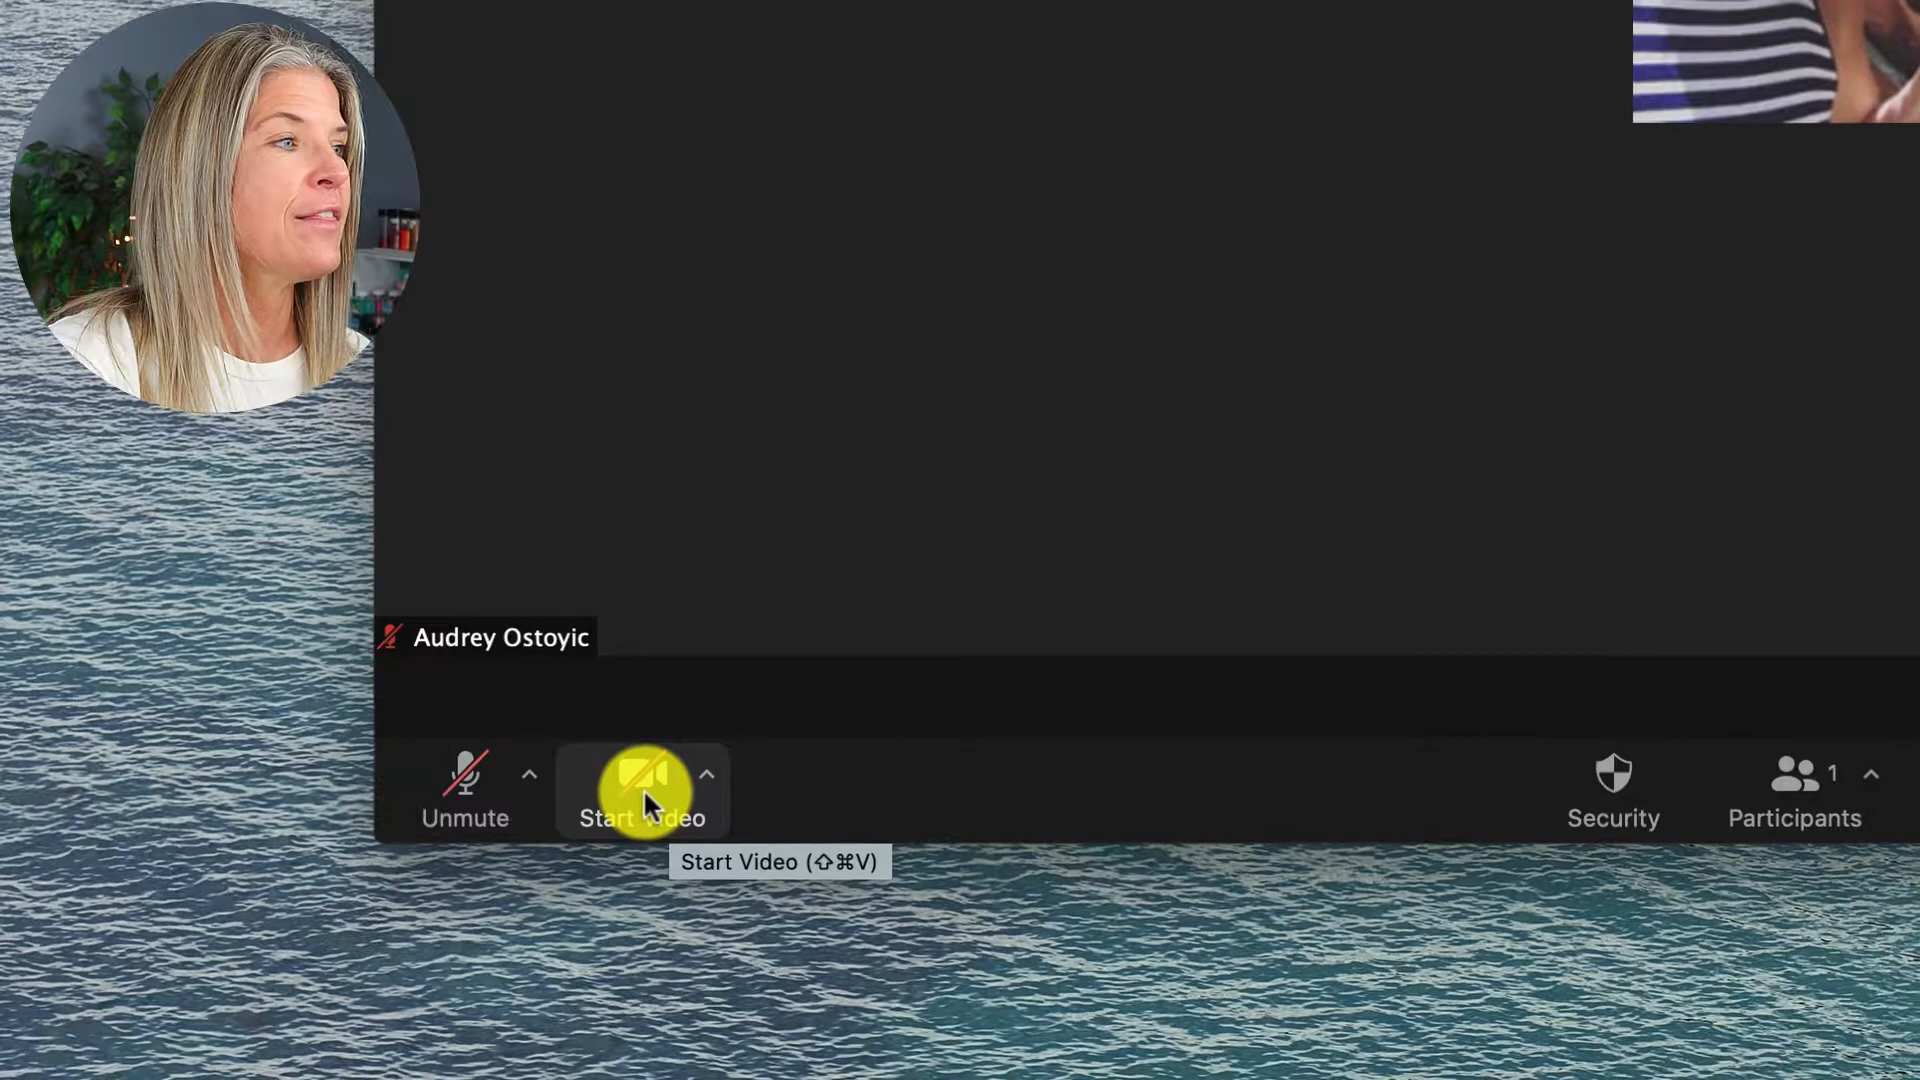 Audrey Ostoyic
Unmute
Start Video
Security
1
Participants
Start Video (⇧⌘V)